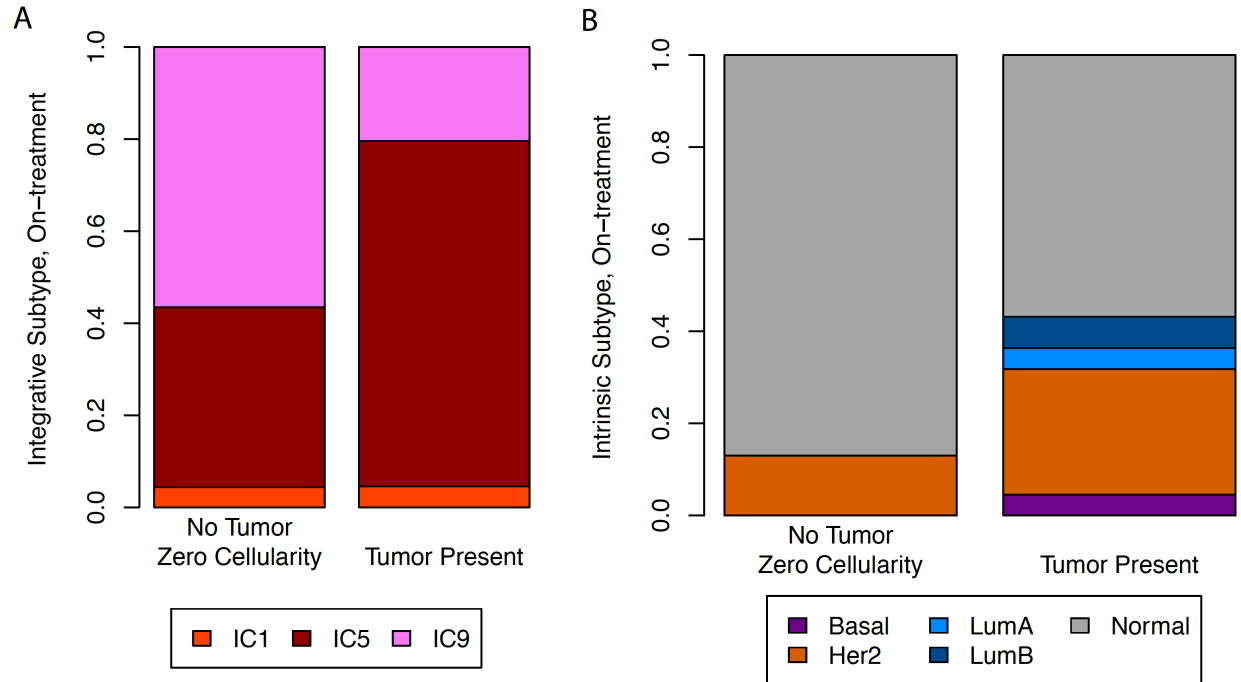 A
Integrative Subtype, On−treatment
1.0
0.8
0.6
0.4
0.2
0.0
No Tumor
Zero Cellularity
Tumor Present
IC1 IC5 IC9
B
Intrinsic Subtype, On−treatment
1.0
0.8
0.6
0.4
0.2
0.0
No Tumor
Zero Cellularity
Tumor Present
Basal LumA Normal
Her2 LumB